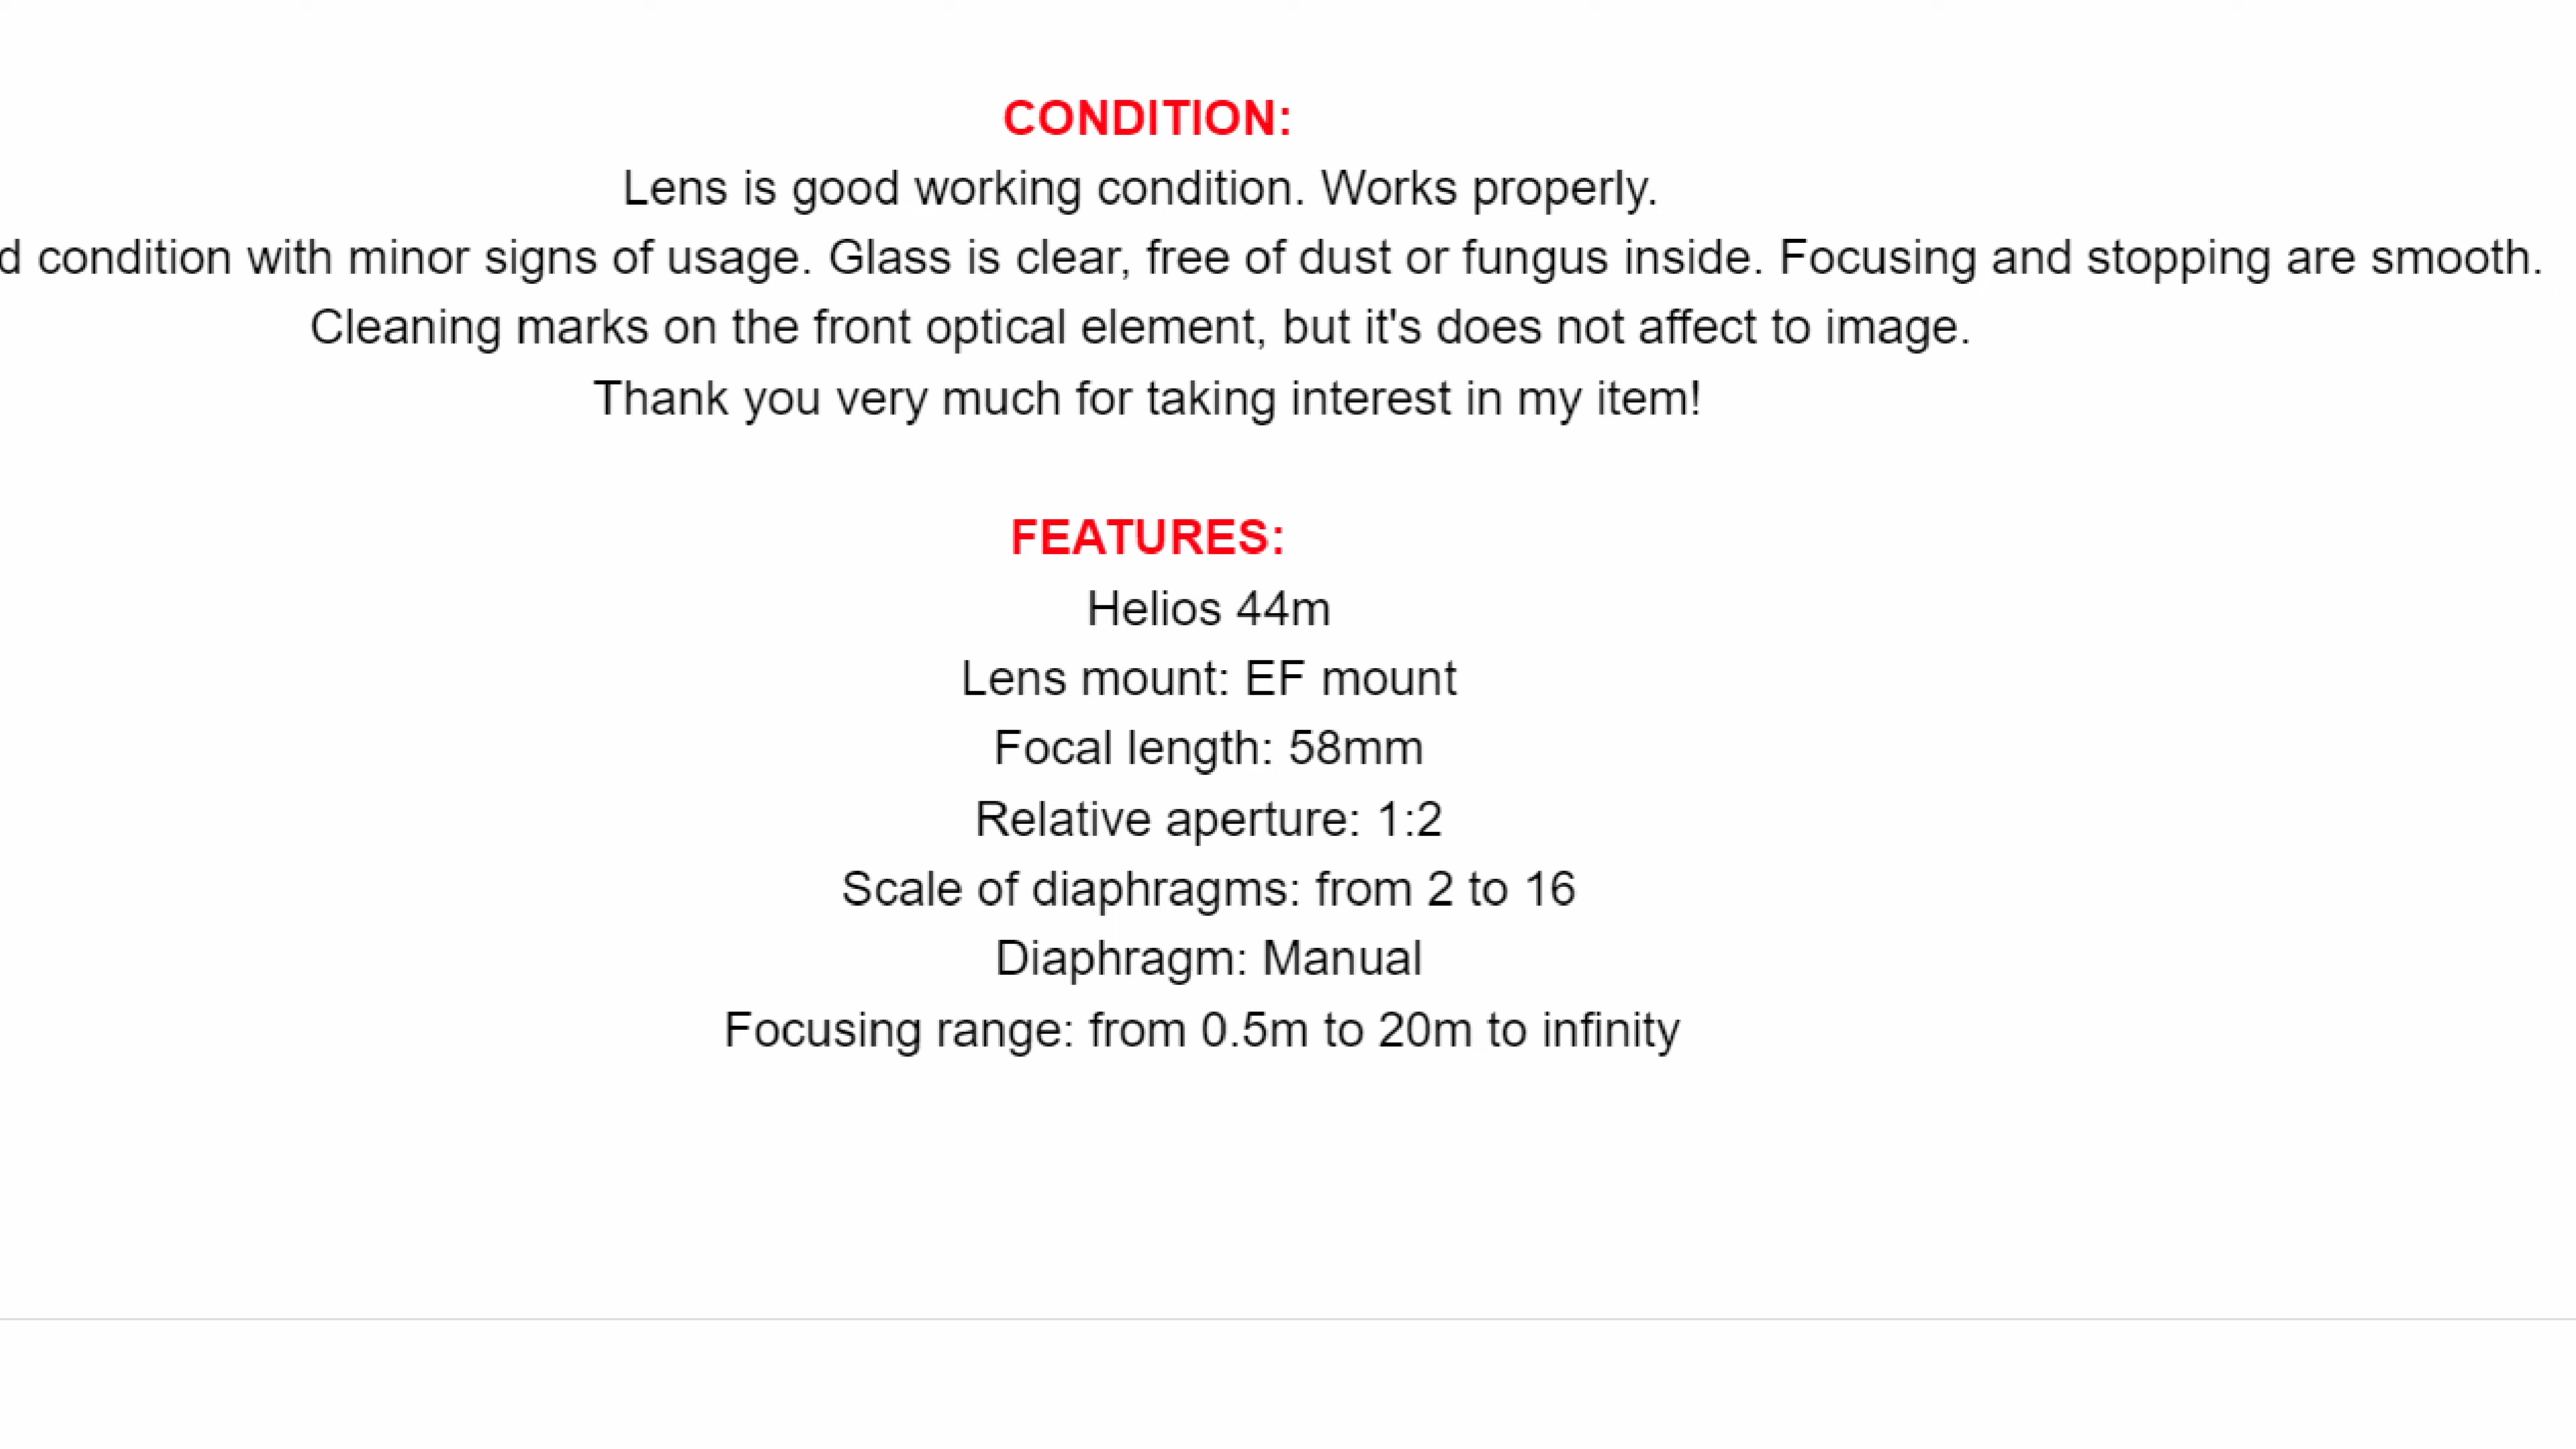 CONDITION:
Lens is good working condition. Works properly.
condition with minor signs of usage. Glass is clear, free of dust or fungus inside. Focusing and stopping are smooth.
Cleaning marks on the front optical element, but it's does not affect to image.
Thank you very much for taking interest in my item!
FEATURES:
Helios 44m
Lens mount: EF mount
Focal length: 58mm
Relative aperture: 1:2
Scale of diaphragms: from 2 to 16
Diaphragm: Manual
Focusing range: from 0.5m to 20m to infinity